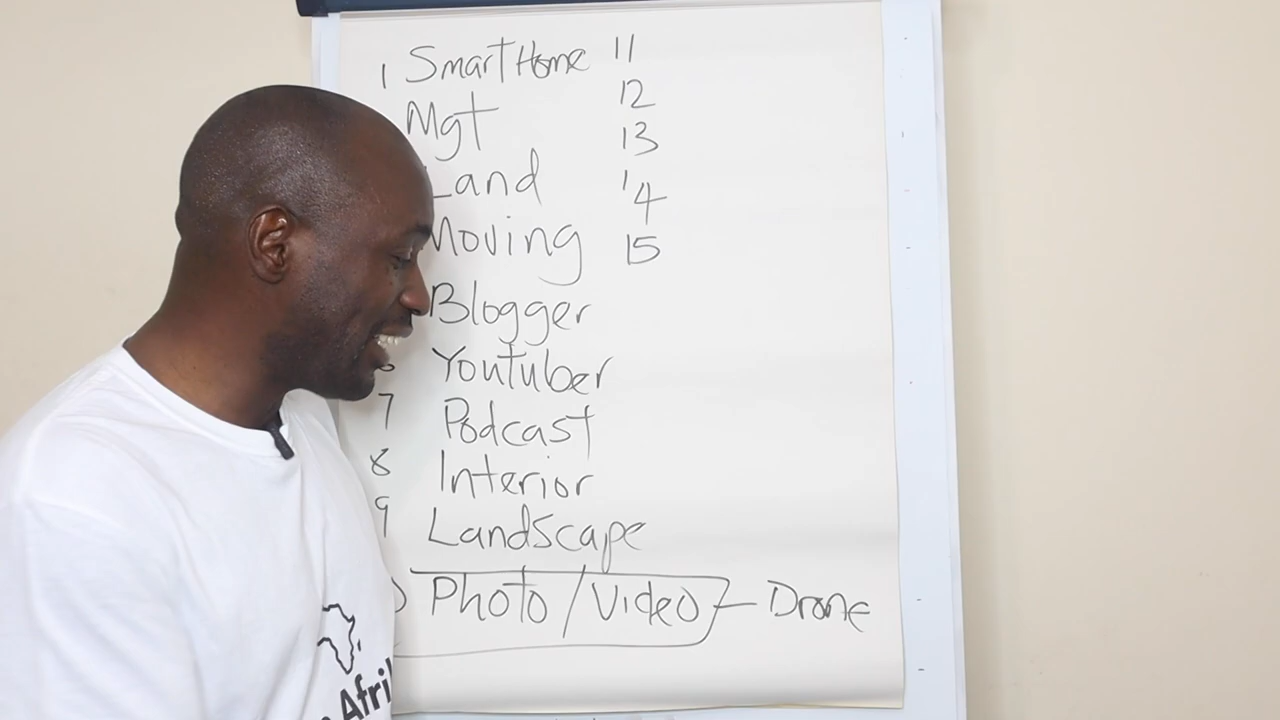 1 SmartHome 11
Mgt 12
Land 13
Moving 14
Blogger 15
Youtuber
7 Podcast
8 Interior
9 Landscape
Photo / Video - Drone
Afri